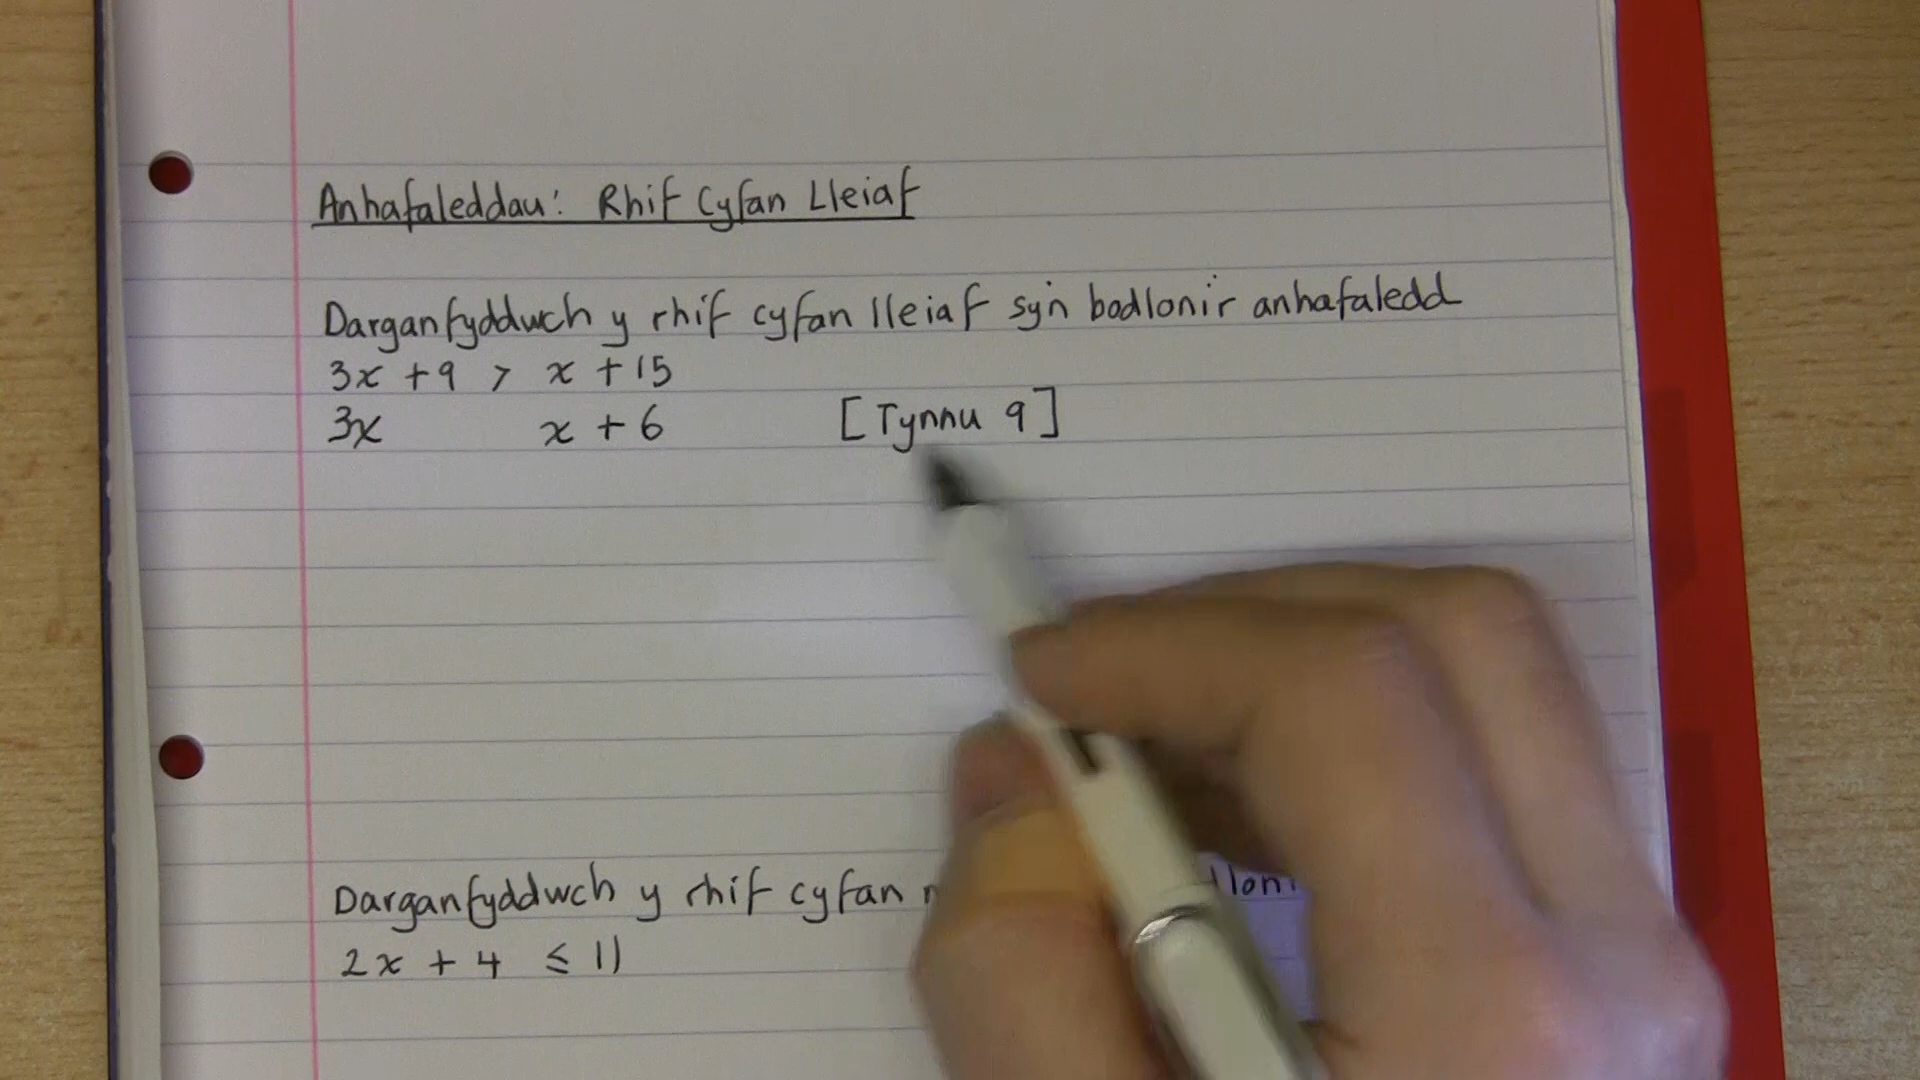 Anhafaleddau: Rhif Cyfan Lleiaf
Darganfyddwch y rhif cyfan lleiaf sy'n bodloni'r anhafaledd
3x + 9 > x + 15
3x x + 6 [Tynnu 9]
Darganfyddwch y rhif cyfan
2x + 4 ≤ 11